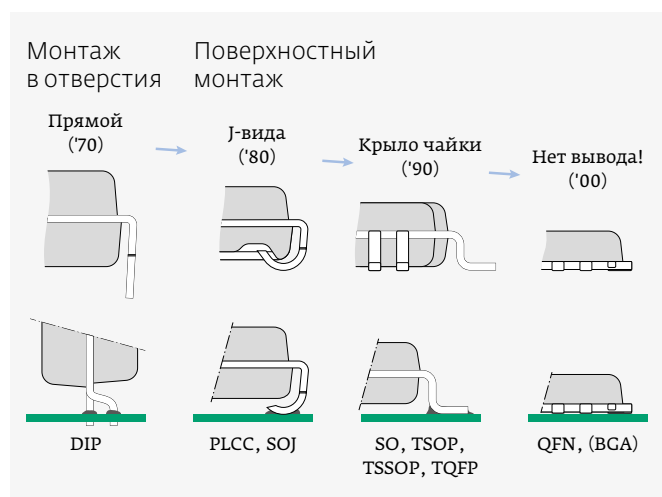 Монтаж
в отверстия
Поверхностный
монтаж
Прямой
('70)
J-вида
('80)
Крыло чайки
('90)
Нет вывода!
('00)
DIP
PLCC, SOJ
SO, TSOP,
TSSOP, TQFP
QFN, (BGA)